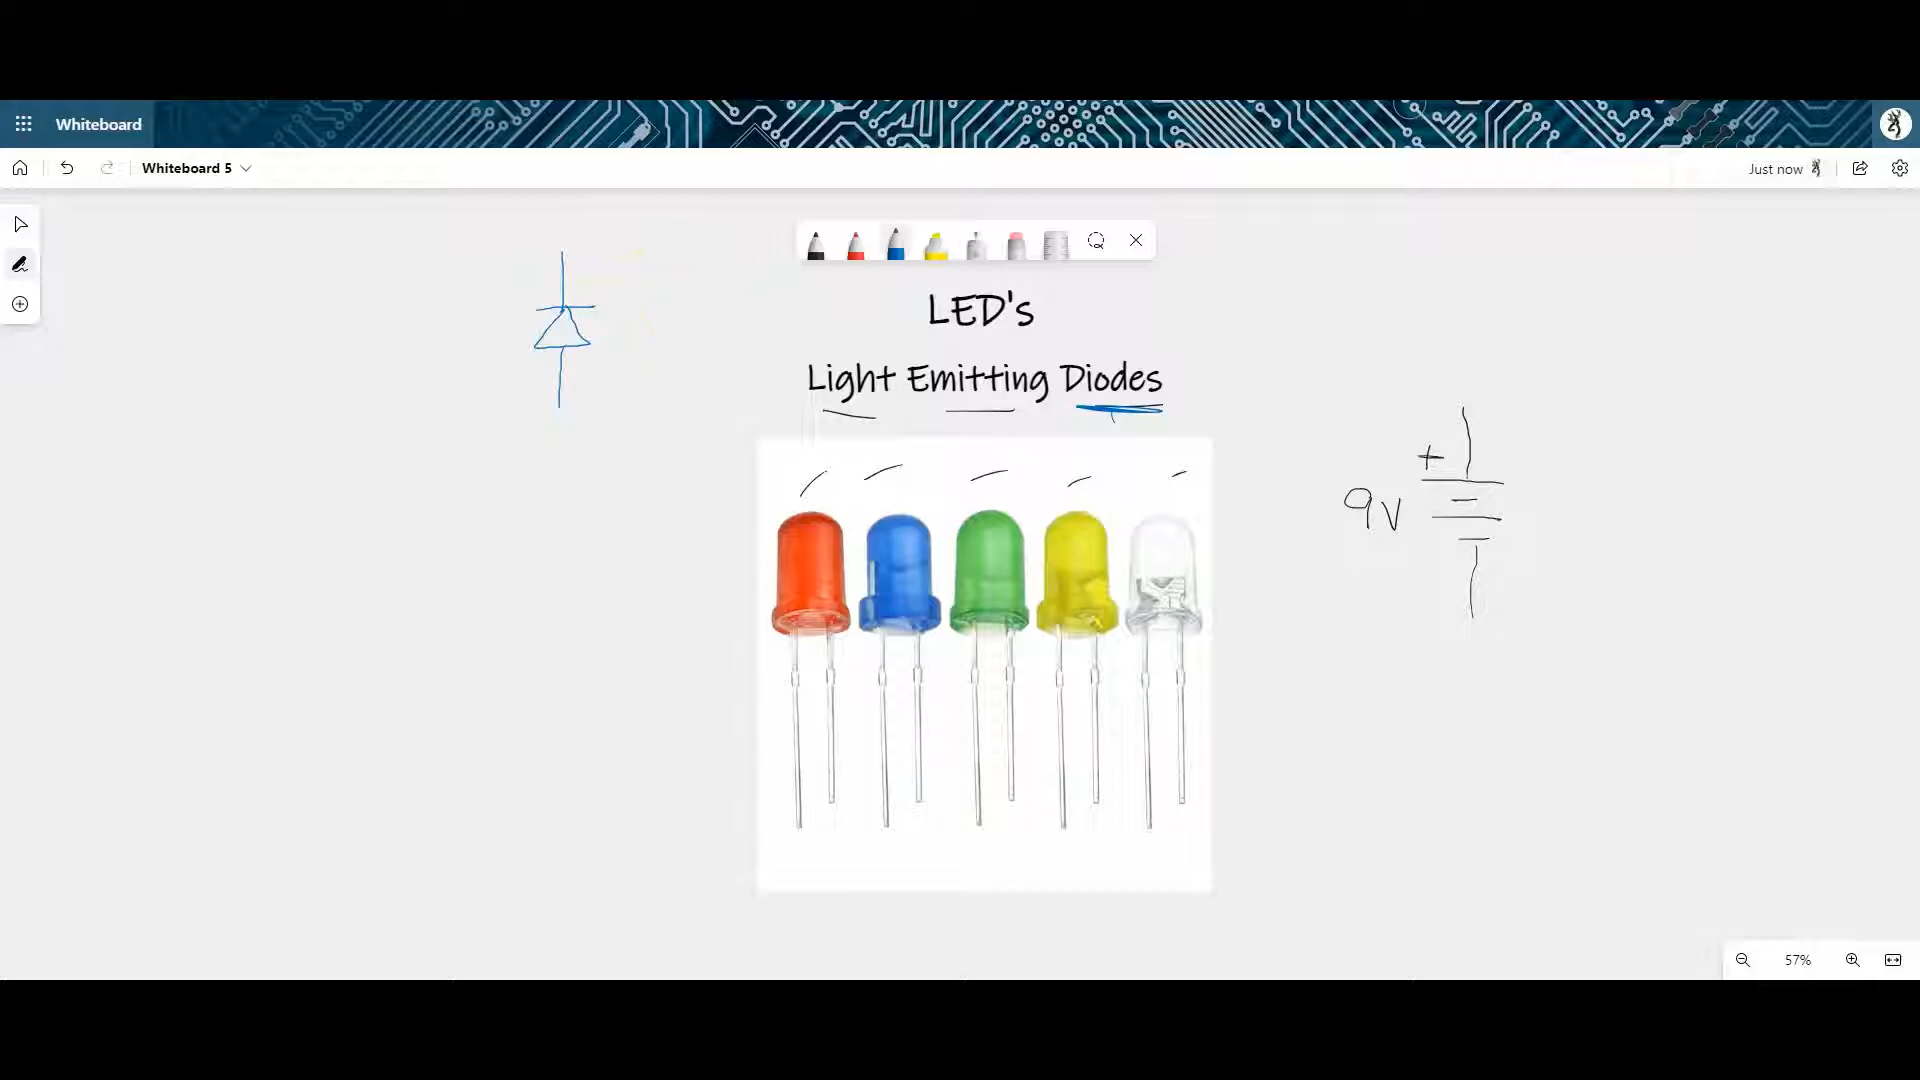 Whiteboard
Whiteboard 5
Just now
LED's
Light Emitting Diodes
+
9v
57%